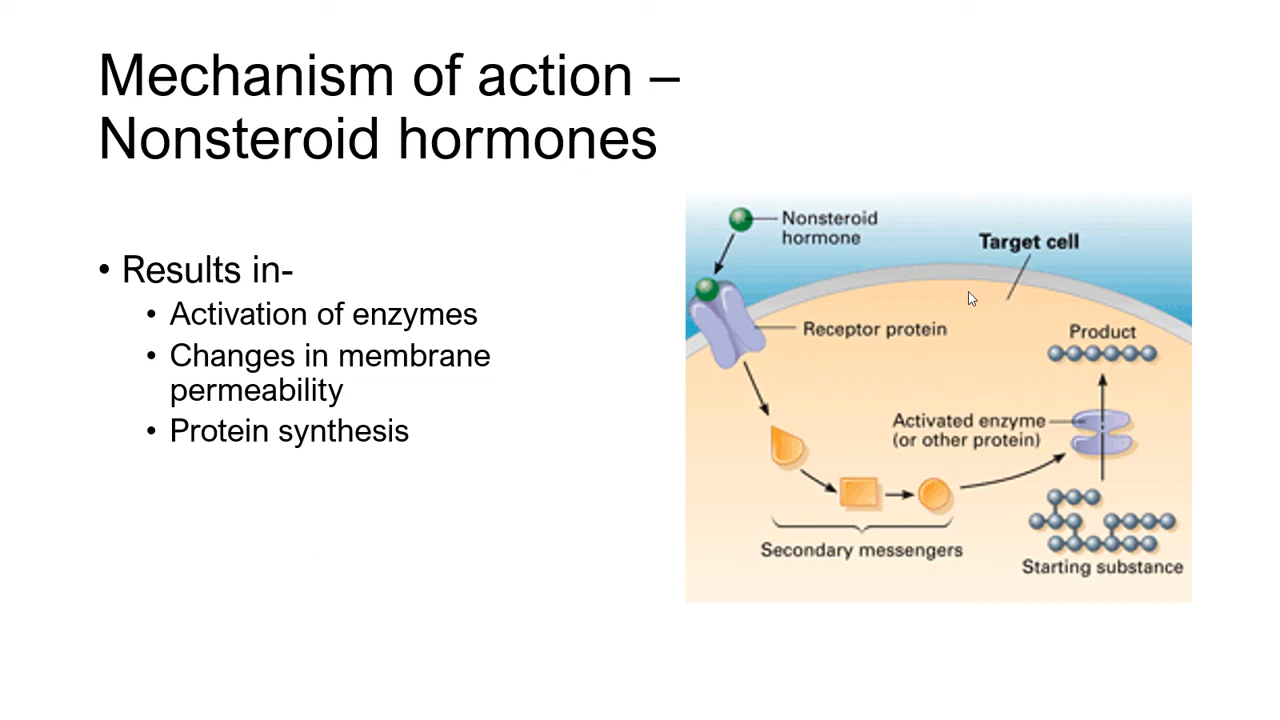 Mechanism of action –
Nonsteroid hormones
• Results in-
• Activation of enzymes
• Changes in membrane
permeability
• Protein synthesis
Nonsteroid
hormone
Target cell
Receptor protein
Product
Activated enzyme
(or other protein)
Secondary messengers
Starting substance